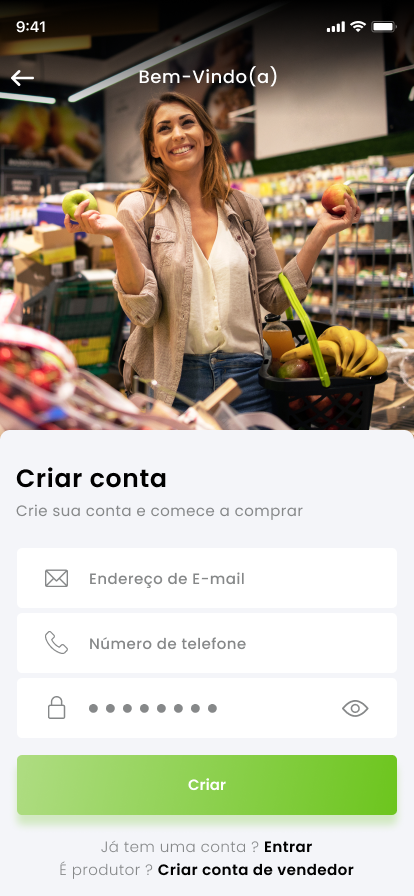 9:41
Bem-Vindo(a)
Criar conta
Crie sua conta e comece a comprar
Endereço de E-mail
Número de telefone
Criar
Já tem uma conta ? Entrar
É produtor ? Criar conta de vendedor